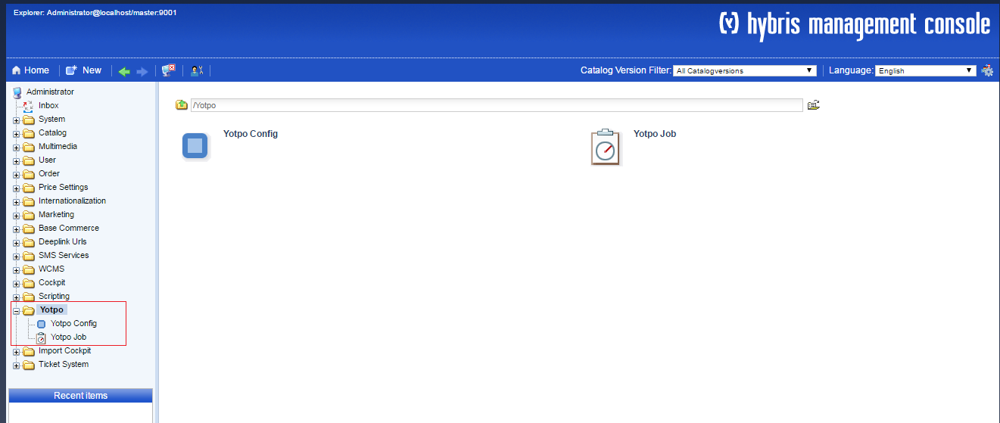 Explorer: Administrator@localhost/master:9001
hybris management console
Home New Catalog Version Filter: All Catalogversions Language: English
Administrator
Inbox
System
Catalog
Multimedia
User
Order
Price Settings
Internationalization
Marketing
Base Commerce
Deeplink Urls
SMS Services
WCMS
Cockpit
Scripting
Yotpo
Yotpo Config
Yotpo Job
Import Cockpit
Ticket System
Recent items
/Yotpo
Yotpo Config Yotpo Job